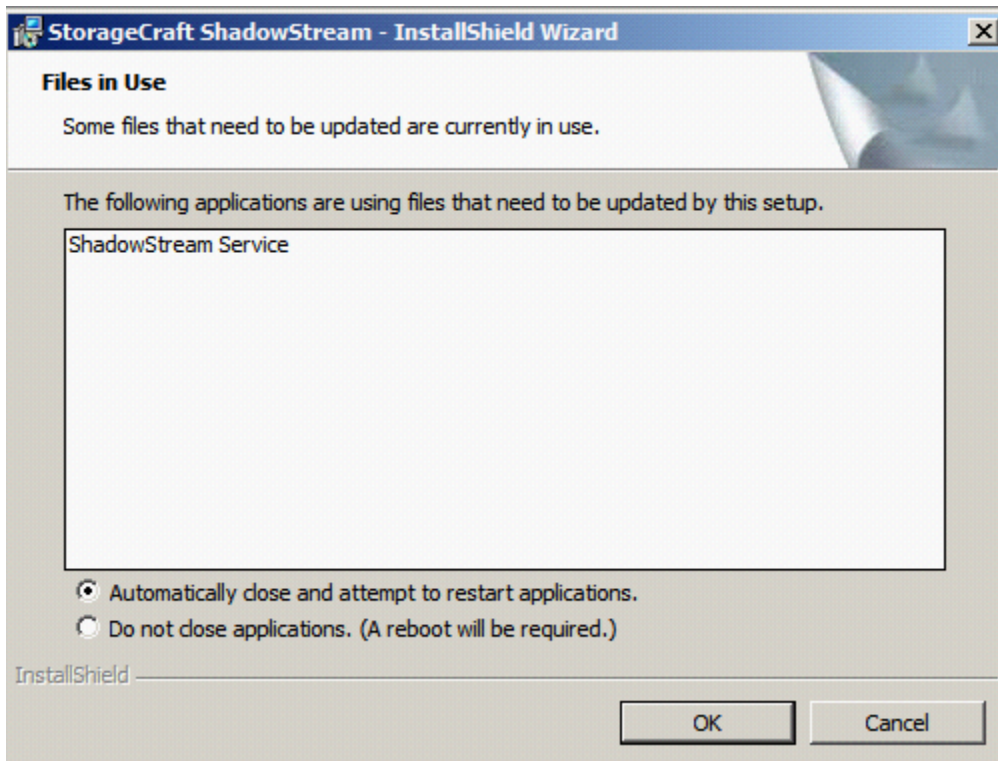 StorageCraft ShadowStream - InstallShield Wizard
Files in Use
Some files that need to be updated are currently in use.
The following applications are using files that need to be updated by this setup.
ShadowStream Service
Automatically close and attempt to restart applications.
Do not close applications. (A reboot will be required.)
InstallShield
OK
Cancel